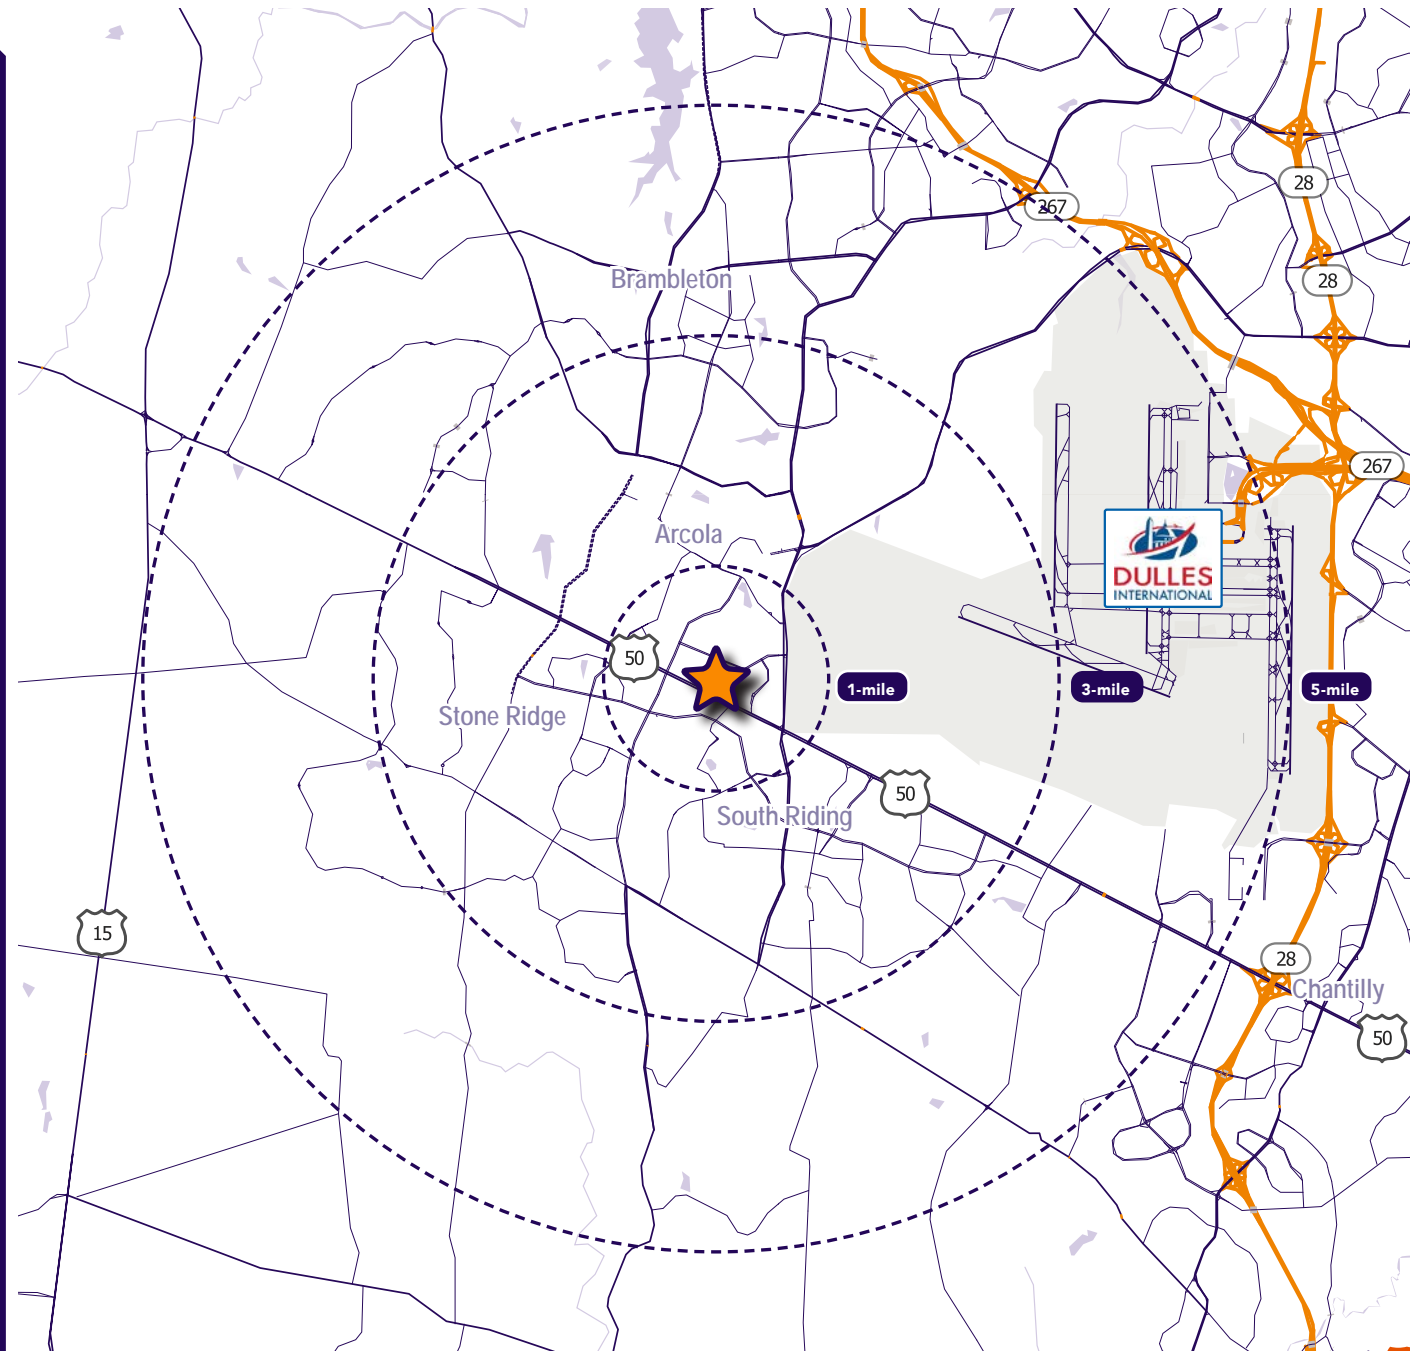 28
267
28
Brambleton
267
Arcola
DULLES
INTERNATIONAL
50
1-mile
3-mile
5-mile
Stone Ridge
50
South Riding
15
28
Chantilly
50